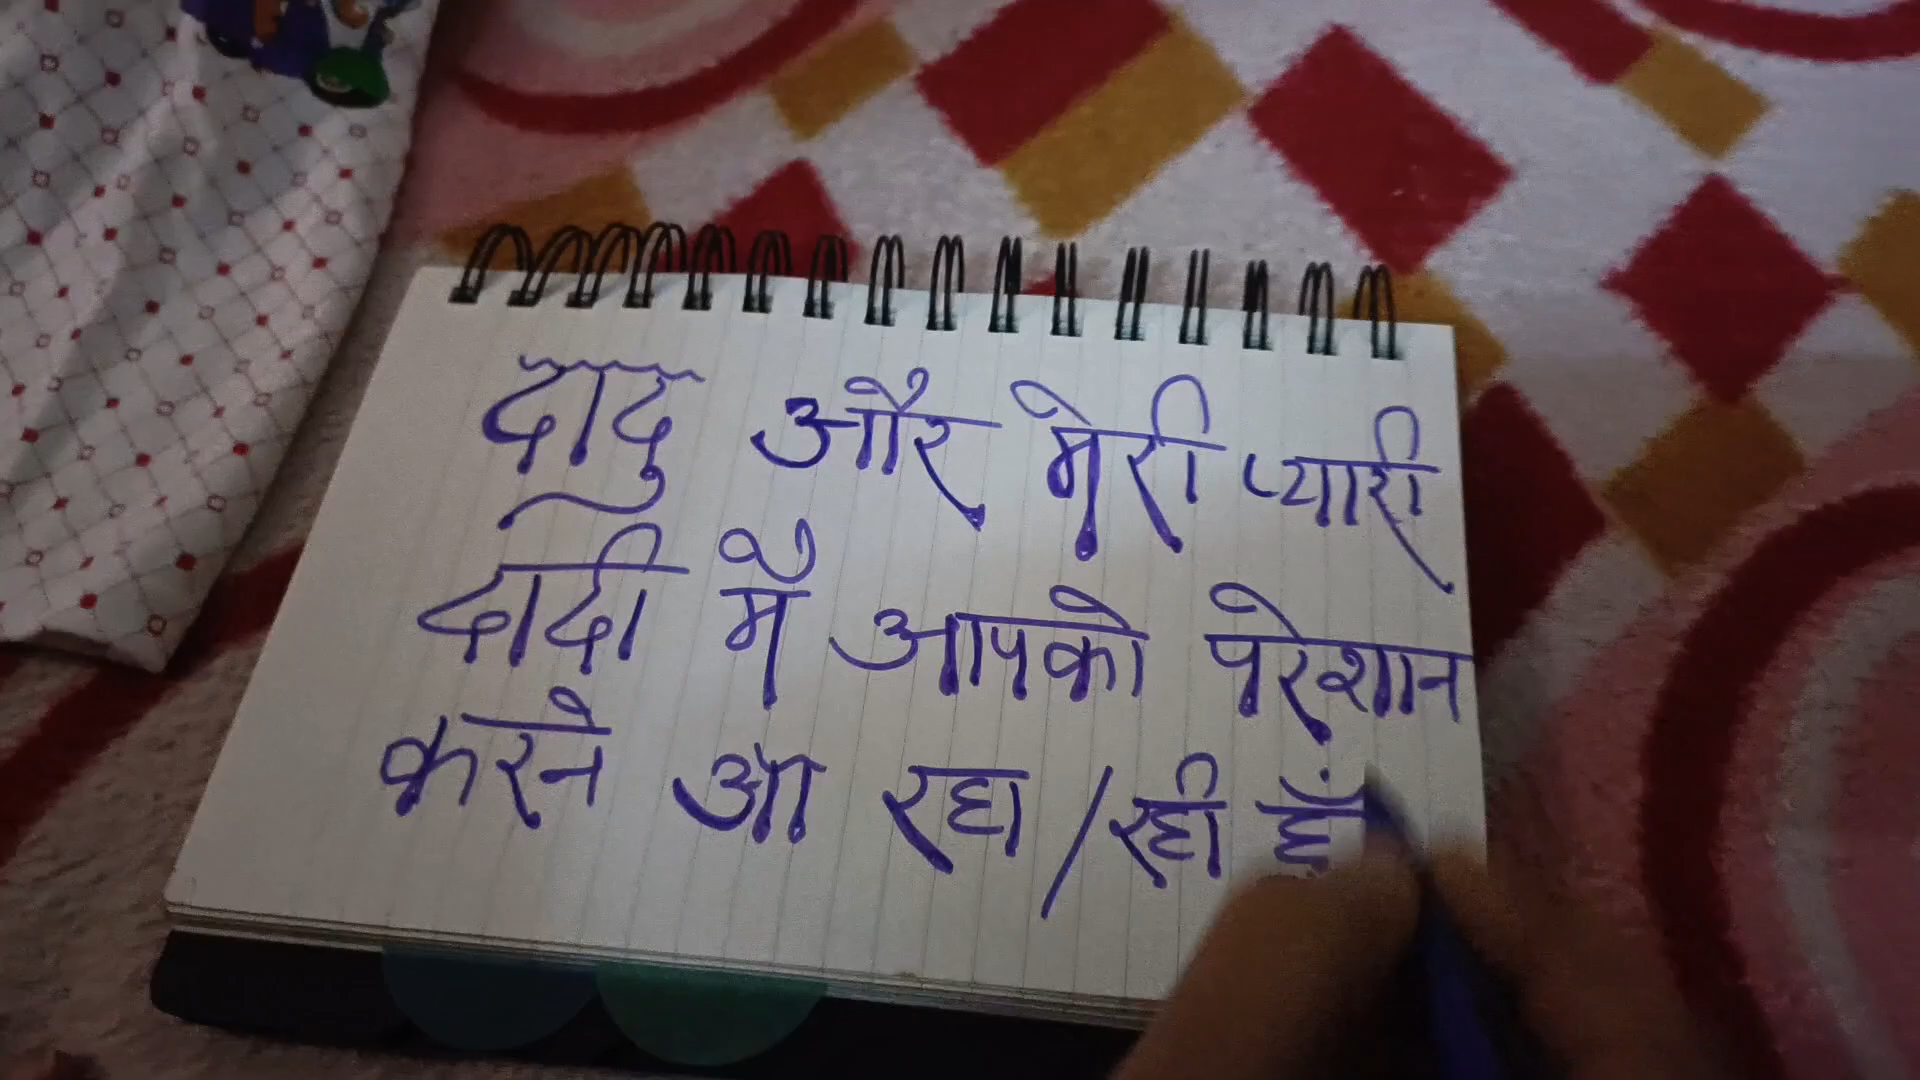 दादु और मेरी प्यारी
दादी मै आपको परेशान
करने आ रहा / रही हूँ